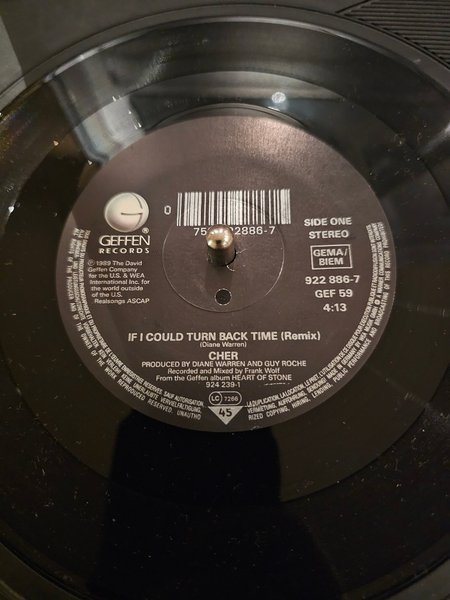 G
GEFFEN
RECORDS
℗1989 The David
Geffen Company
for the U.S. & WEA
International Inc. for
the world outside
of the U.S.
Realsongs ASCAP
0
2886-7
SIDE ONE
STEREO
GEMA/
BIEM
922 886-7
GEF 59
4:13
IF I COULD TURN BACK TIME (Remix)
(Diane Warren)
CHER
PRODUCED BY DIANE WARREN AND GUY ROCHE
Recorded and Mixed by Frank Wolf
From the Geffen album HEART OF STONE
924 239-1
LC 7266
45